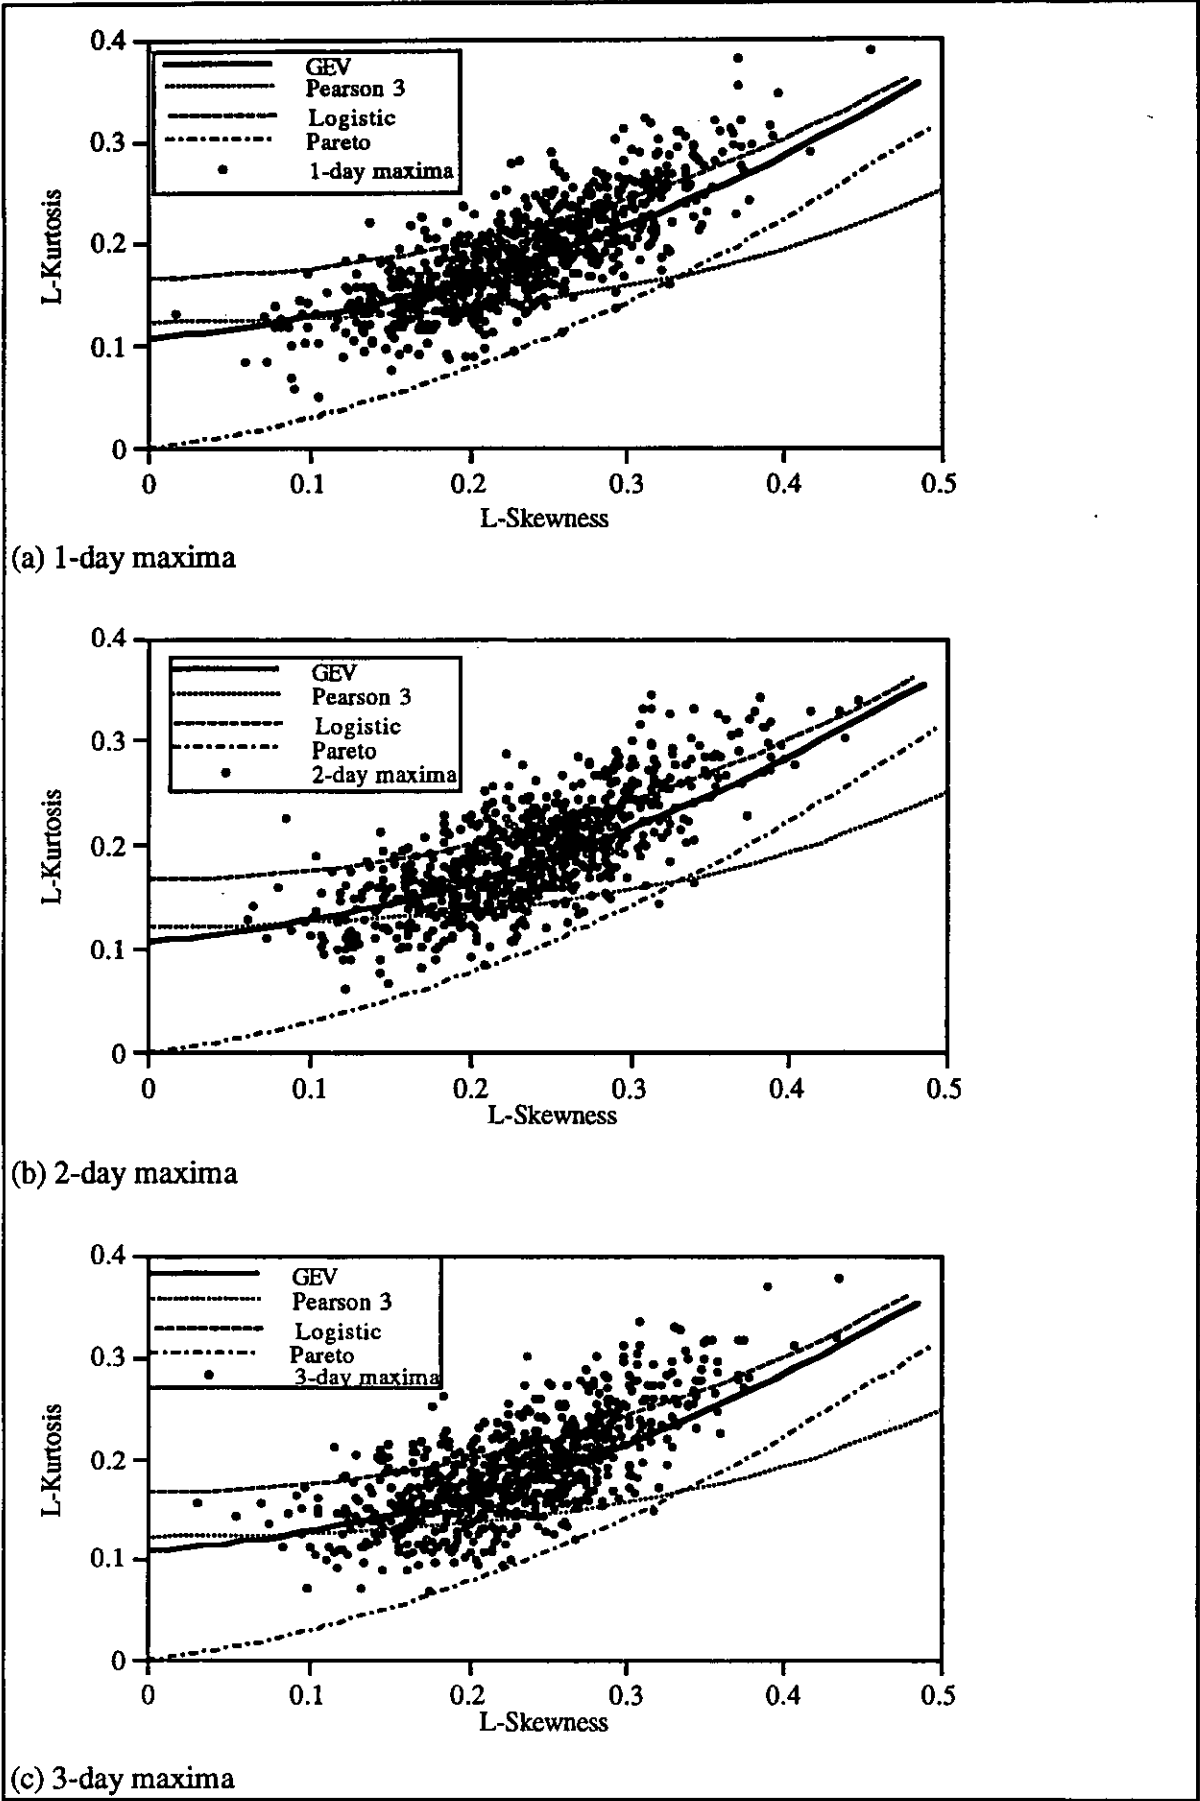 0.4
GEV
Pearson 3
Logistic
Pareto
1-day maxima
0.3
0.2
0.1
0
L-Kurtosis
0 0.1 0.2 0.3 0.4 0.5
L-Skewness
(a) 1-day maxima
0.4
GEV
Pearson 3
Logistic
Pareto
2-day maxima
0.3
0.2
0.1
0
L-Kurtosis
0 0.1 0.2 0.3 0.4 0.5
L-Skewness
(b) 2-day maxima
0.4
GEV
Pearson 3
Logistic
Pareto
3-day maxima
0.3
0.2
0.1
0
L-Kurtosis
0 0.1 0.2 0.3 0.4 0.5
L-Skewness
(c) 3-day maxima